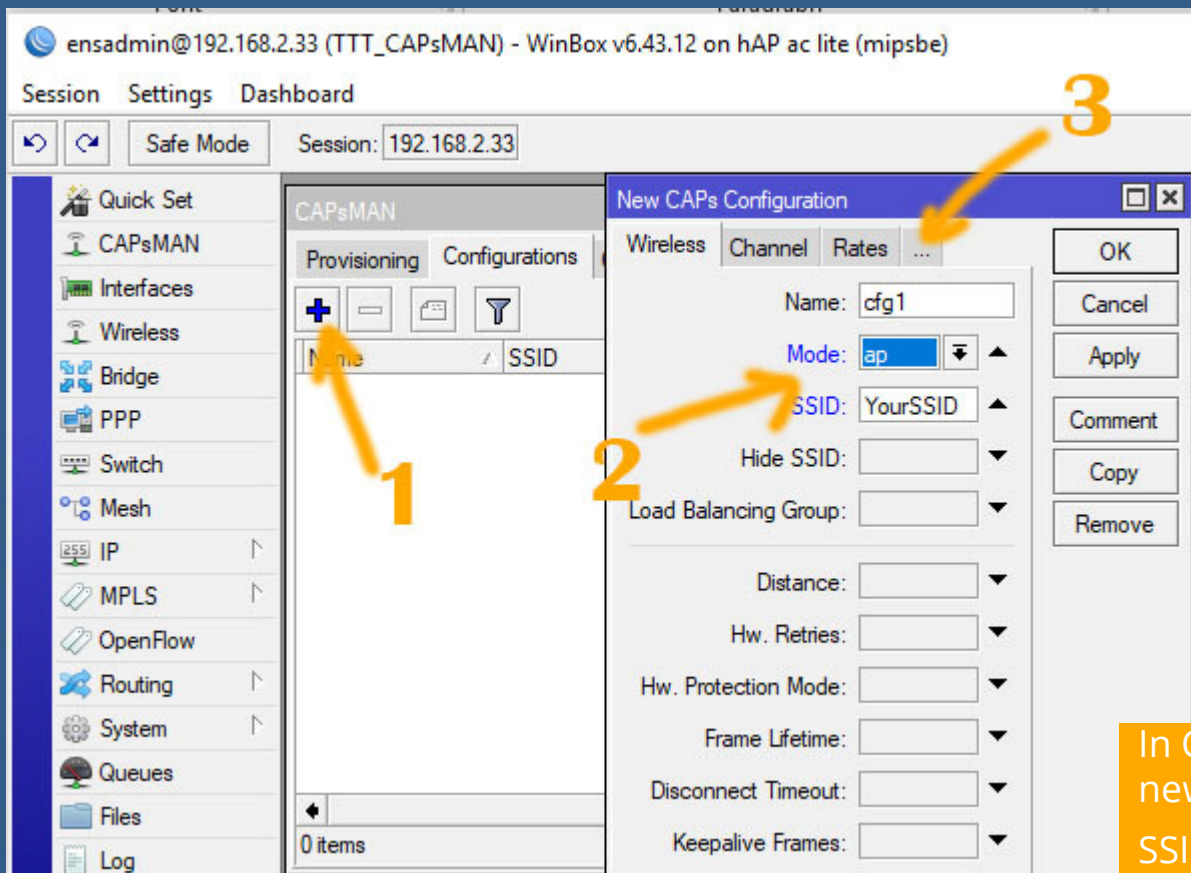 ensadmin@192.168.2.33 (TTT_CAPsMAN) - WinBox v6.43.12 on hAP ac lite (mipsbe)
Session Settings Dashboard
3
Safe Mode Session: 192.168.2.33
Quick Set
CAPsMAN
Interfaces
Wireless
Bridge
PPP
Switch
Mesh
255 IP
MPLS
OpenFlow
Routing
System
Queues
Files
Log
CAPsMAN
Provisioning Configurations
Name SSID
1
0 items
New CAPs Configuration
Wireless Channel Rates ...
Name: cfg1
Mode: ap
SSID: YourSSID
2
Hide SSID:
Load Balancing Group:
Distance:
Hw. Retries:
Hw. Protection Mode:
Frame Lifetime:
Disconnect Timeout:
Keepalive Frames:
OK
Cancel
Apply
Comment
Copy
Remove
In